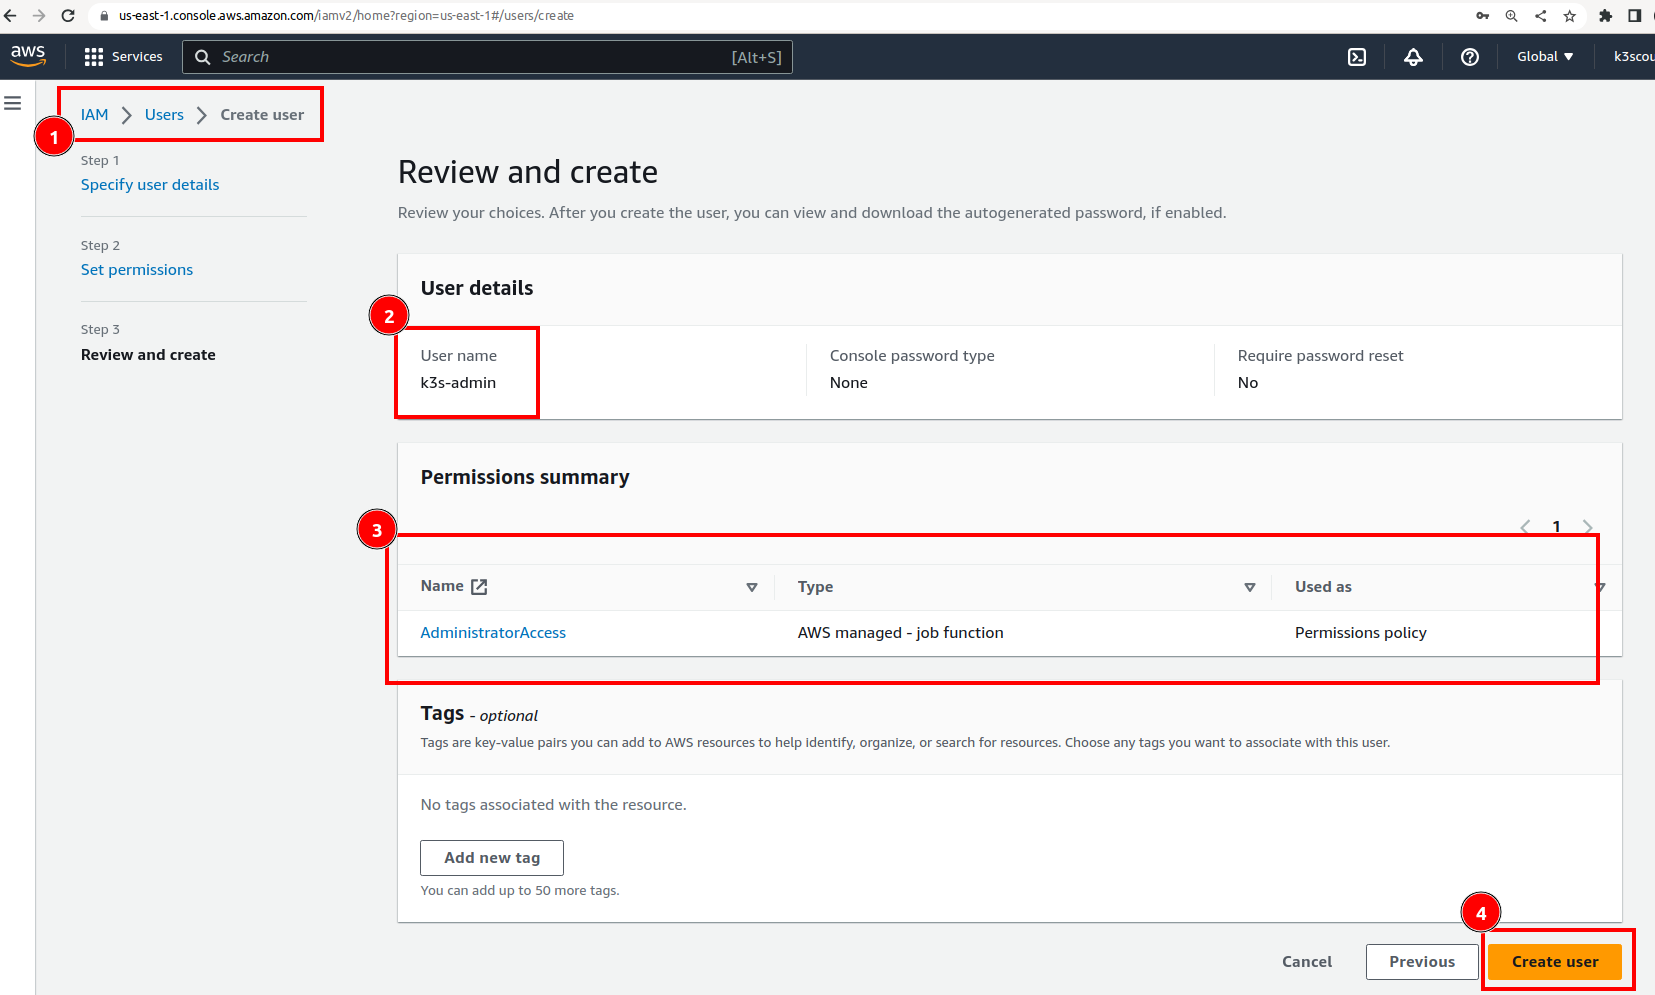 us-east-1.console.aws.amazon.com/iamv2/home?region=us-east-1#/users/create
aws Services Search [Alt+S] Global k3scou
IAM Users Create user
1
Step 1
Specify user details
Step 2
Set permissions
Step 3
Review and create
Review and create
Review your choices. After you create the user, you can view and download the autogenerated password, if enabled.
User details
2
User name Console password type Require password reset
k3s-admin None No
Permissions summary
3
1
Name Type Used as
AdministratorAccess AWS managed - job function Permissions policy
Tags - optional
Tags are key-value pairs you can add to AWS resources to help identify, organize, or search for resources. Choose any tags you want to associate with this user.
No tags associated with the resource.
Add new tag
You can add up to 50 more tags.
4
Cancel Previous Create user